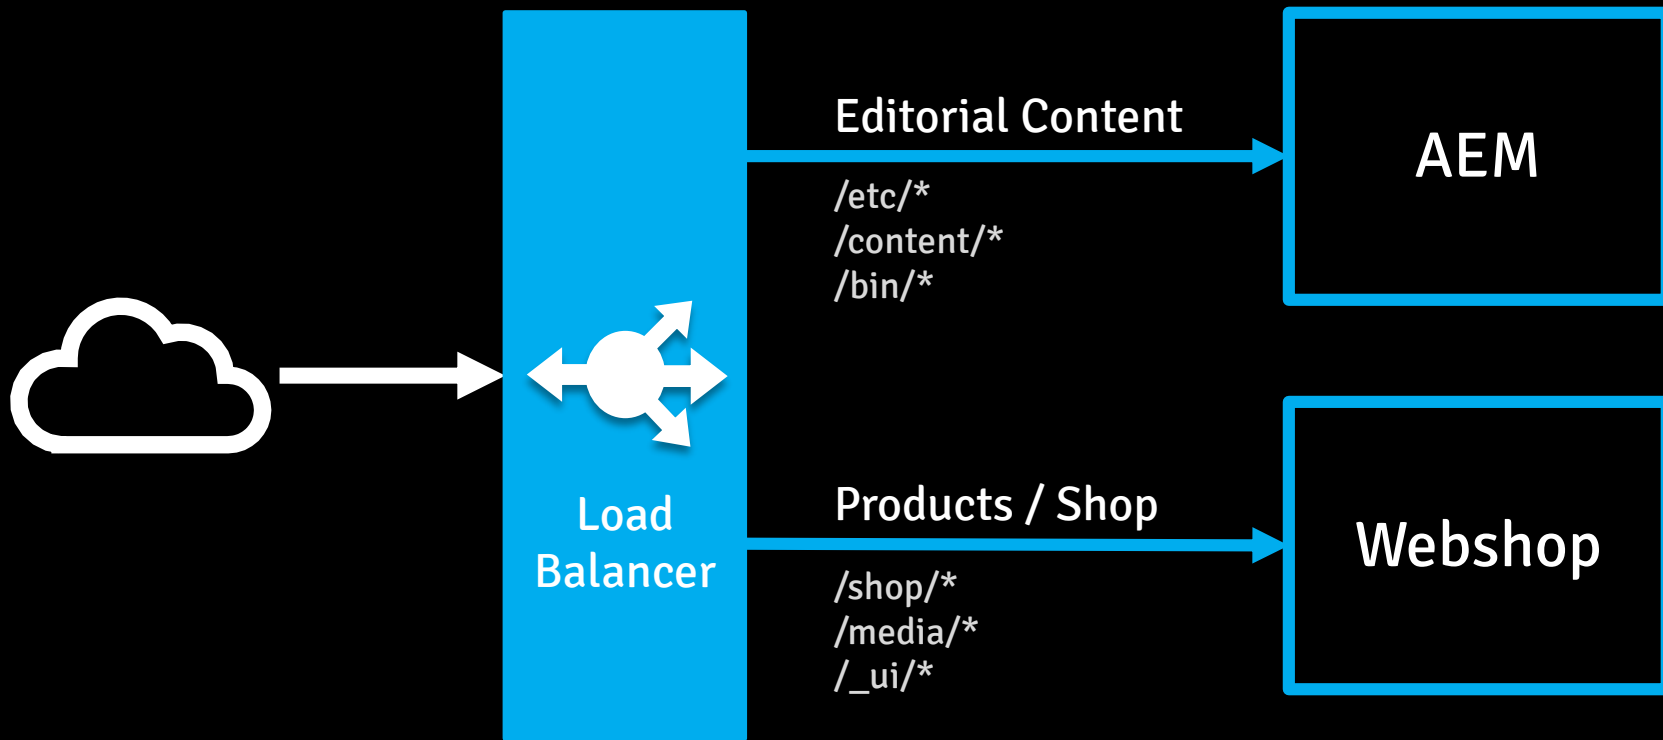 Editorial Content
/etc/*
/content/*
/bin/*
AEM
Load
Balancer
Products / Shop
/shop/*
/media/*
/_ui/*
Webshop